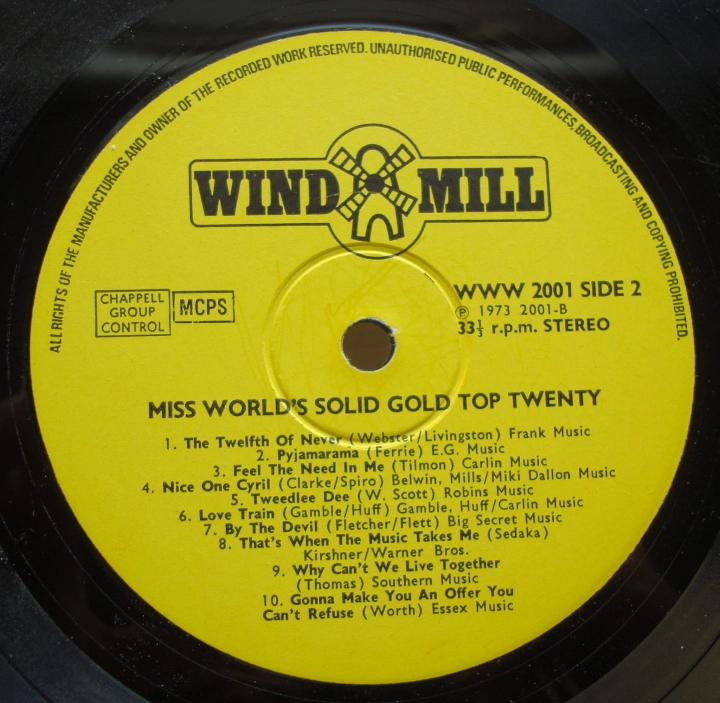 ALL RIGHTS OF THE MANUFACTURERS AND OWNER OF THE RECORDED WORK RESERVED. UNAUTHORISED PUBLIC PERFORMANCES, BROADCASTING AND COPYING PROHIBITED.
WIND MILL
CHAPPELL
GROUP
CONTROL
MCPS
WWW 2001 SIDE 2
Ⓟ 1973 2001-B
33⅓ r.p.m. STEREO
MISS WORLD'S SOLID GOLD TOP TWENTY
1. The Twelfth Of Never (Webster/Livingston) Frank Music
2. Pyjamarama (Ferrie) E.G. Music
3. Feel The Need In Me (Tilmon) Carlin Music
4. Nice One Cyril (Clarke/Spiro) Belwin, Mills/Miki Dallon Music
5. Tweedlee Dee (W. Scott) Robins Music
6. Love Train (Gamble/Huff) Gamble, Huff/Carlin Music
7. By The Devil (Fletcher/Flett) Big Secret Music
8. That's When The Music Takes Me (Sedaka)
Kirshner/Warner Bros.
9. Why Can't We Live Together
(Thomas) Southern Music
10. Gonna Make You An Offer You
Can't Refuse (Worth) Essex Music